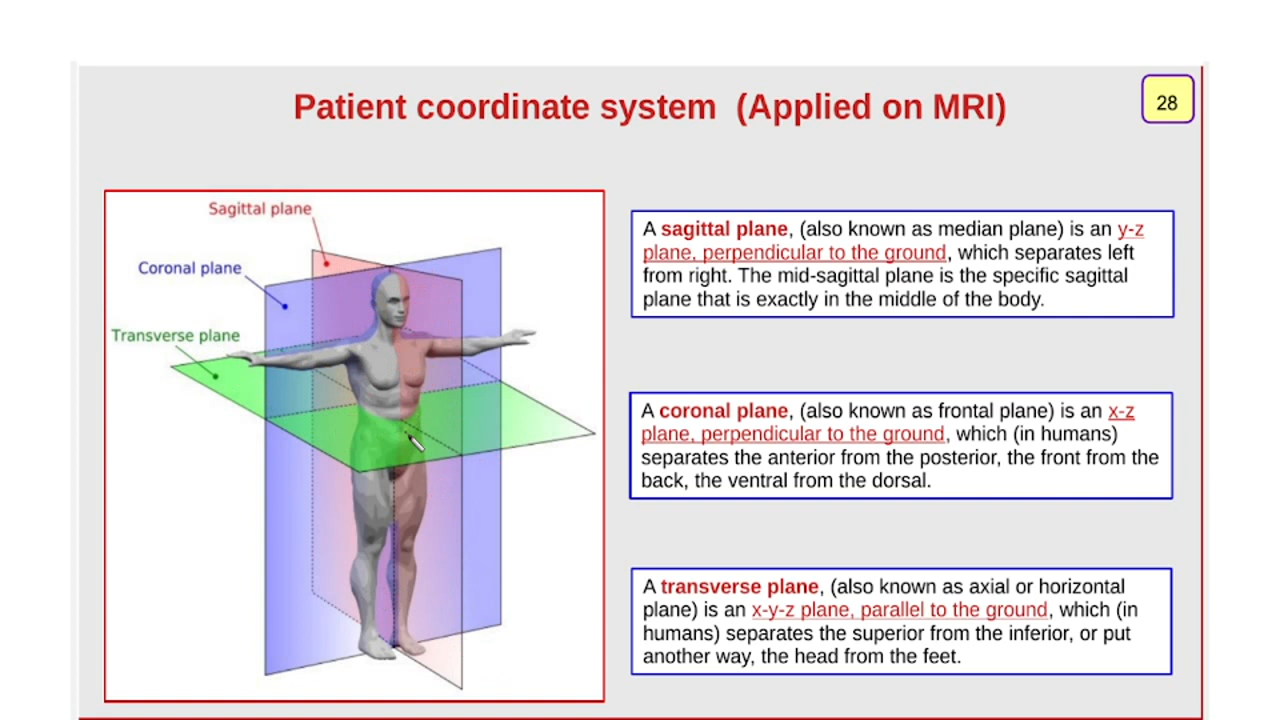 Patient coordinate system  (Applied on MRI)
28
Sagittal plane
Coronal plane
Transverse plane
A sagittal plane, (also known as median plane) is an y-z
plane, perpendicular to the ground, which separates left
from right. The mid-sagittal plane is the specific sagittal
plane that is exactly in the middle of the body.
A coronal plane, (also known as frontal plane) is an x-z
plane, perpendicular to the ground, which (in humans)
separates the anterior from the posterior, the front from the
back, the ventral from the dorsal.
A transverse plane, (also known as axial or horizontal
plane) is an x-y-z plane, parallel to the ground, which (in
humans) separates the superior from the inferior, or put
another way, the head from the feet.